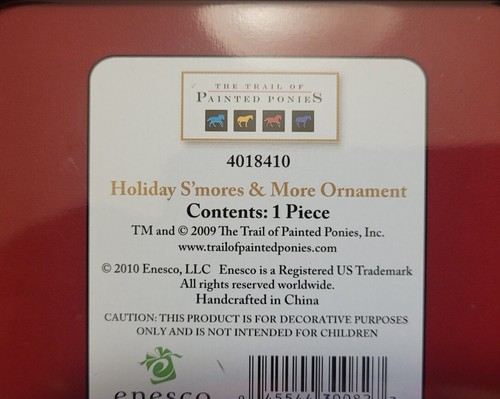 THE TRAIL OF
PAINTED PONIES
4018410
Holiday S'mores & More Ornament
Contents: 1 Piece
TM and © 2009 The Trail of Painted Ponies, Inc.
www.trailofpaintedponies.com
© 2010 Enesco, LLC Enesco is a Registered US Trademark
All rights reserved worldwide.
Handcrafted in China
CAUTION: THIS PRODUCT IS FOR DECORATIVE PURPOSES
ONLY AND IS NOT INTENDED FOR CHILDREN
enesco